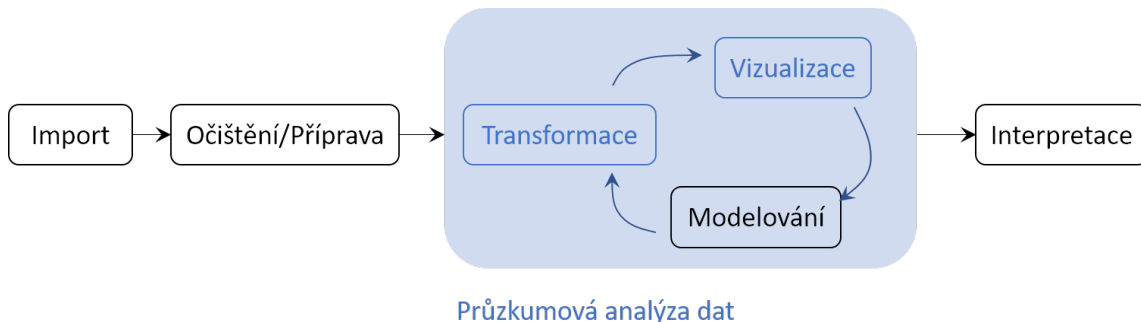 Import
Očištění/Příprava
Transformace
Vizualizace
Modelování
Interpretace
Průzkumová analýza dat